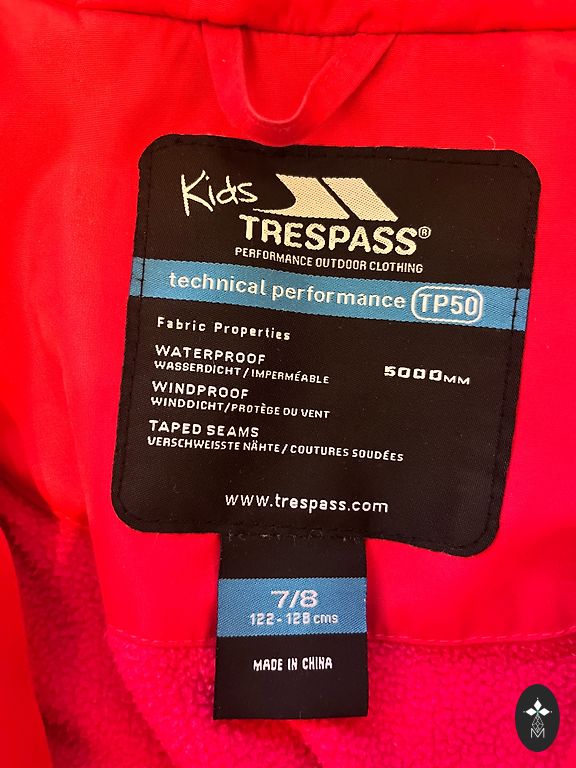 Kids
TRESPASS®
PERFORMANCE OUTDOOR CLOTHING
technical performance TP50
Fabric Properties
WATERPROOF 5000MM
WASSERDICHT/IMPERMÉABLE
WINDPROOF
WINDDICHT/PROTÈGE DU VENT
TAPED SEAMS
VERSCHWEISSTE NÄHTE/COUTURES SOUDÉES
www.trespass.com
7/8
122-128 cms
MADE IN CHINA
M